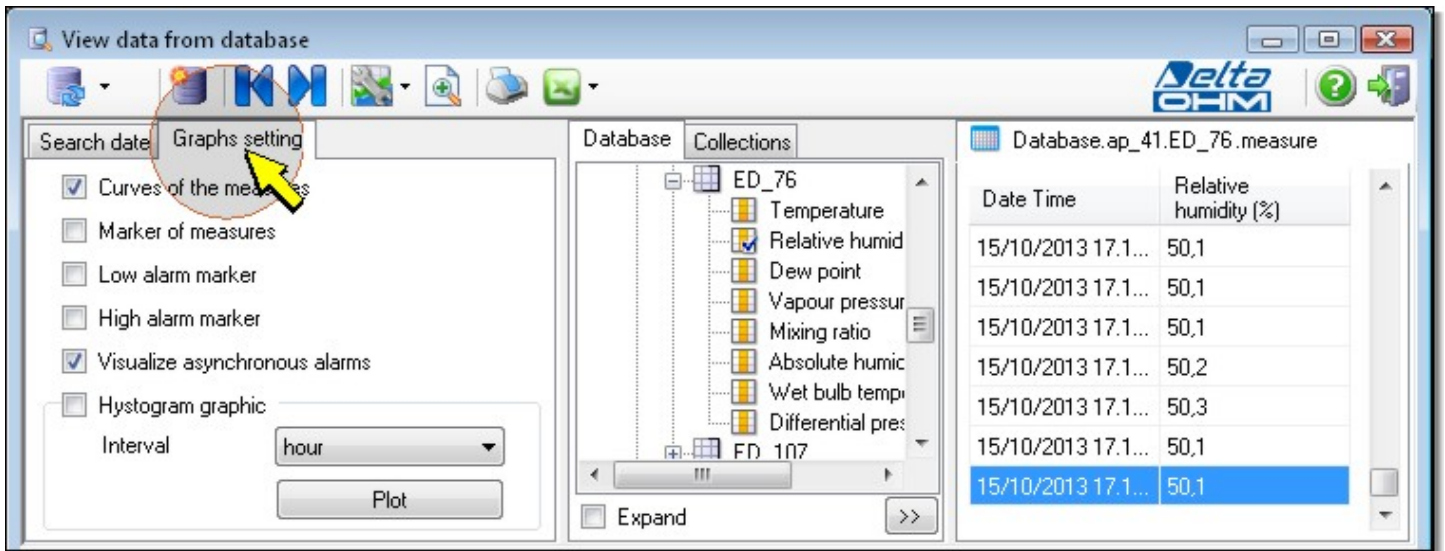 View data from database
Delta
OHM
Search date Graphs setting
Curves of the measures
Marker of measures
Low alarm marker
High alarm marker
Visualize asynchronous alarms
Hystogram graphic
Interval hour
Plot
Database Collections
ED_76
Temperature
Relative humid
Dew point
Vapour pressur
Mixing ratio
Absolute humic
Wet bulb temp
Differential pres
ED_107
Expand >>
Database.ap_41.ED_76.measure
Date Time Relative
humidity (%)
15/10/2013 17.1... 50,1
15/10/2013 17.1... 50,1
15/10/2013 17.1... 50,1
15/10/2013 17.1... 50,2
15/10/2013 17.1... 50,3
15/10/2013 17.1... 50,1
15/10/2013 17.1... 50,1